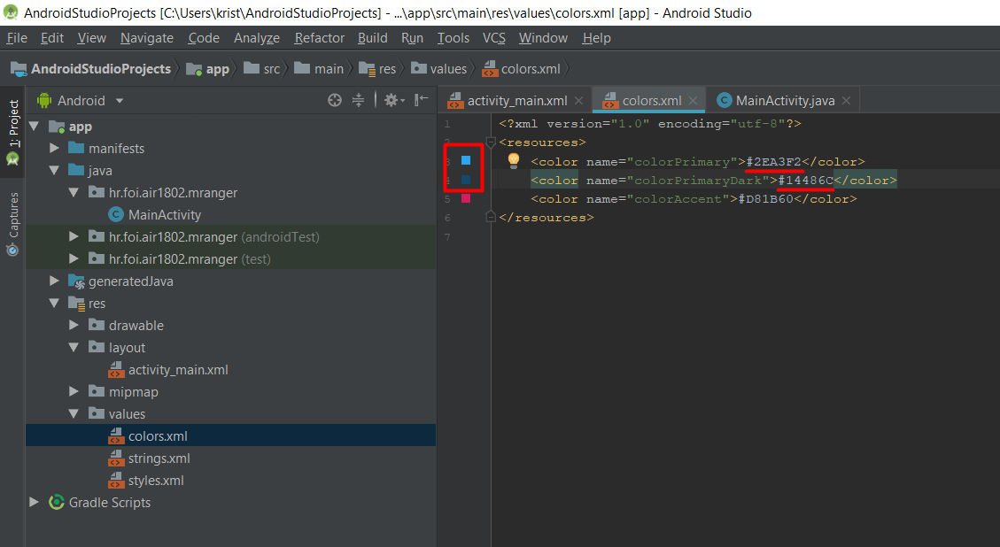 AndroidStudioProjects [C:\Users\krist\AndroidStudioProjects] - ...\app\src\main\res\values\colors.xml [app] - Android Studio
File Edit View Navigate Code Analyze Refactor Build Run Tools VCS Window Help
AndroidStudioProjects app src main res values colors.xml
1: Project
Captures
Android
app
manifests
java
hr.foi.air1802.mranger
MainActivity
hr.foi.air1802.mranger (androidTest)
hr.foi.air1802.mranger (test)
generatedJava
res
drawable
layout
activity_main.xml
mipmap
values
colors.xml
strings.xml
styles.xml
Gradle Scripts
activity_main.xml colors.xml MainActivity.java
1 <?xml version="1.0" encoding="utf-8"?>
2 <resources>
3 <color name="colorPrimary">#2EA3F2</color>
4 <color name="colorPrimaryDark">#14486C</color>
5 <color name="colorAccent">#D81B60</color>
6 </resources>
7